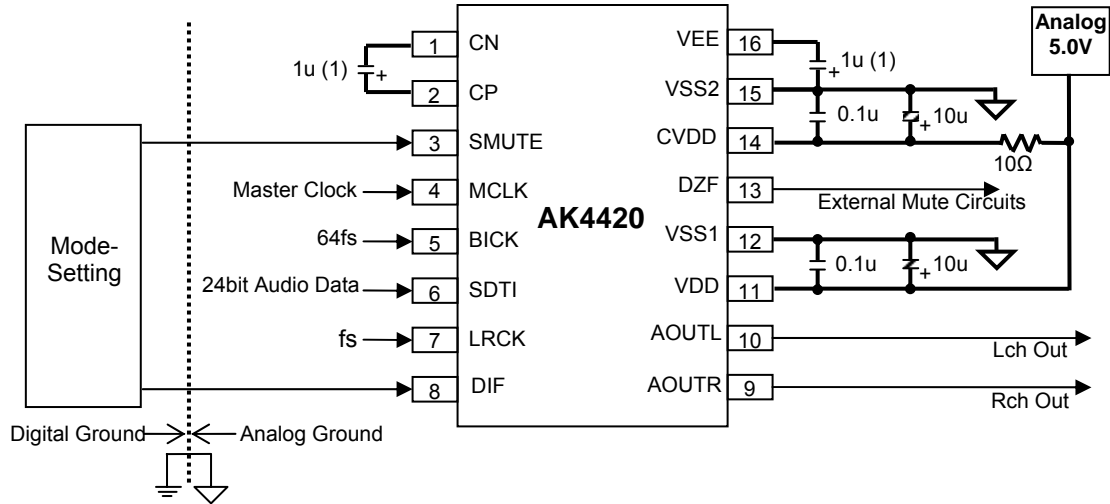 1 CN
1u (1) +
2 CP
3 SMUTE
Master Clock 4 MCLK
64fs 5 BICK
24bit Audio Data 6 SDTI
fs 7 LRCK
8 DIF
Mode-
Setting
Digital Ground Analog Ground
AK4420
VEE 16
+ 1u (1)
VSS2 15
0.1u + 10u
CVDD 14
10Ω
DZF 13
External Mute Circuits
VSS1 12
0.1u + 10u
VDD 11
AOUTL 10
Lch Out
AOUTR 9
Rch Out
Analog
5.0V